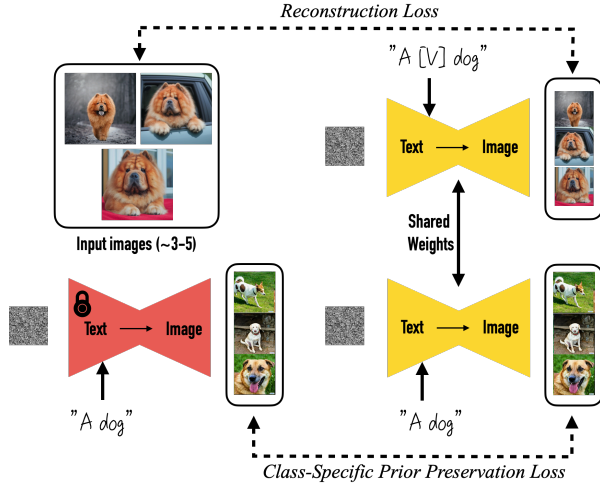 Reconstruction Loss
"A [V] dog"
Text
Image
Input images (~3–5)
Shared
Weights
Text
Image
Text
Image
"A dog"
"A dog"
Class-Specific Prior Preservation Loss